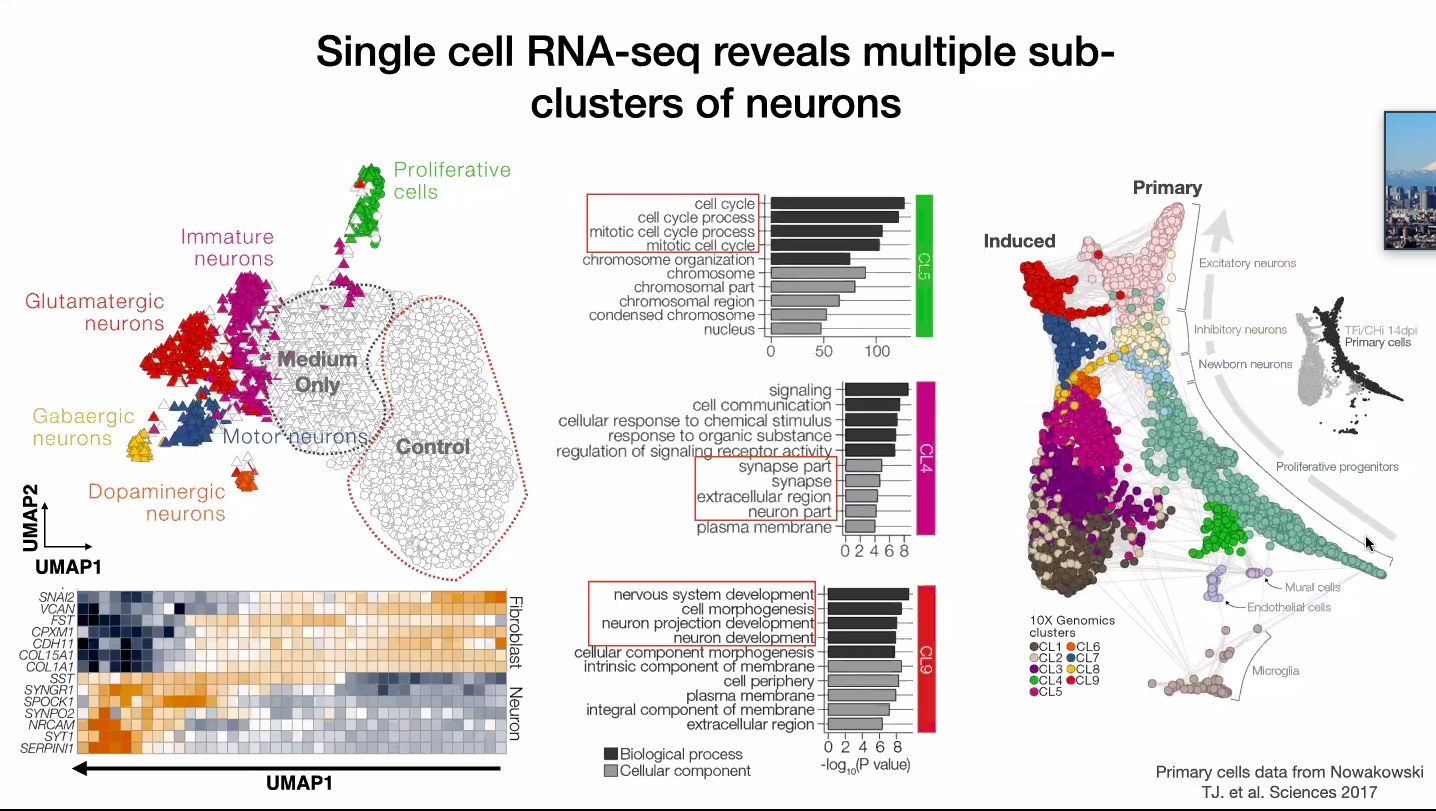 Single cell RNA-seq reveals multiple sub-
clusters of neurons
Proliferative
cells
Immature
neurons
Glutamatergic
neurons
Medium
Only
Gabaergic
neurons
Motor neurons
Control
Dopaminergic
neurons
UMAP2
UMAP1
SNAI2
VCAN
FST
CPXM1
CDH11
COL15A1
COL1A1
SST
SYNGR1
SPOCK1
SYNPO2
NRCAM
SYT1
SERPINI1
Fibroblast
Neuron
UMAP1
cell cycle
cell cycle process
mitotic cell cycle process
mitotic cell cycle
chromosome organization
chromosome
chromosomal part
chromosomal region
condensed chromosome
nucleus
0 50 100
CL5
signaling
cell communication
cellular response to chemical stimulus
response to organic substance
regulation of signaling receptor activity
synapse part
synapse
extracellular region
neuron part
plasma membrane
0 2 4 6 8
CL4
nervous system development
cell morphogenesis
neuron projection development
neuron development
cellular component morphogenesis
intrinsic component of membrane
cell periphery
plasma membrane
integral component of membrane
extracellular region
0 2 4 6 8
-log10(P value)
CL9
Biological process
Cellular component
Primary
Induced
Excitatory neurons
Inhibitory neurons
Newborn neurons
TFi/CHi 14dpi
Primary cells
Proliferative progenitors
Mural cells
Endothelial cells
Microglia
10X Genomics
clusters
CL1 CL6
CL2 CL7
CL3 CL8
CL4 CL9
CL5
Primary cells data from Nowakowski
TJ. et al. Sciences 2017